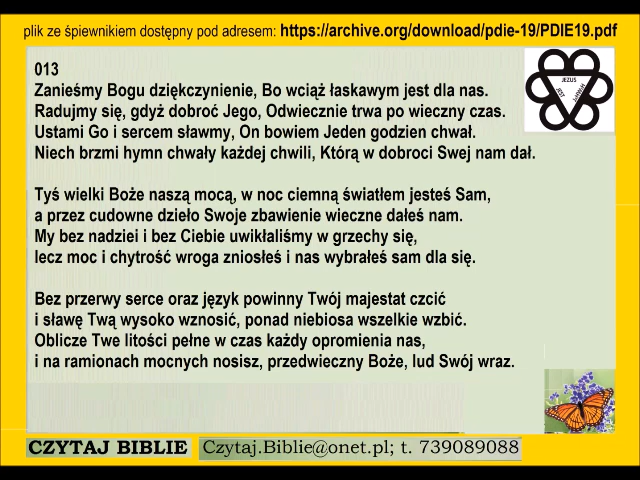 plik ze śpiewnikiem dostępny pod adresem: https://archive.org/download/pdie-19/PDIE19.pdf
013
Zanieśmy Bogu dziękczynienie, Bo wciąż łaskawym jest dla nas.
Radujmy się, gdyż dobroć Jego, Odwiecznie trwa po wieczny czas.
Ustami Go i sercem sławmy, On bowiem Jeden godzien chwał.
Niech brzmi hymn chwały każdej chwili, Którą w dobroci Swej nam dał.
JEZUS
JEST
Tyś wielki Boże naszą mocą, w noc ciemną światłem jesteś Sam,
a przez cudowne dzieło Swoje zbawienie wieczne dałeś nam.
My bez nadziei i bez Ciebie uwikłaliśmy w grzechy się,
lecz moc i chytrość wroga zniosłeś i nas wybrałeś sam dla się.
Bez przerwy serce oraz język powinny Twój majestat czcić
i sławę Twą wysoko wznosić, ponad niebiosa wszelkie wzbić.
Oblicze Twe litości pełne w czas każdy opromienia nas,
i na ramionach mocnych nosisz, przedwieczny Boże, lud Swój wraz.
CZYTAJ BIBLIE Czytaj.Biblie@onet.pl; t. 739089088